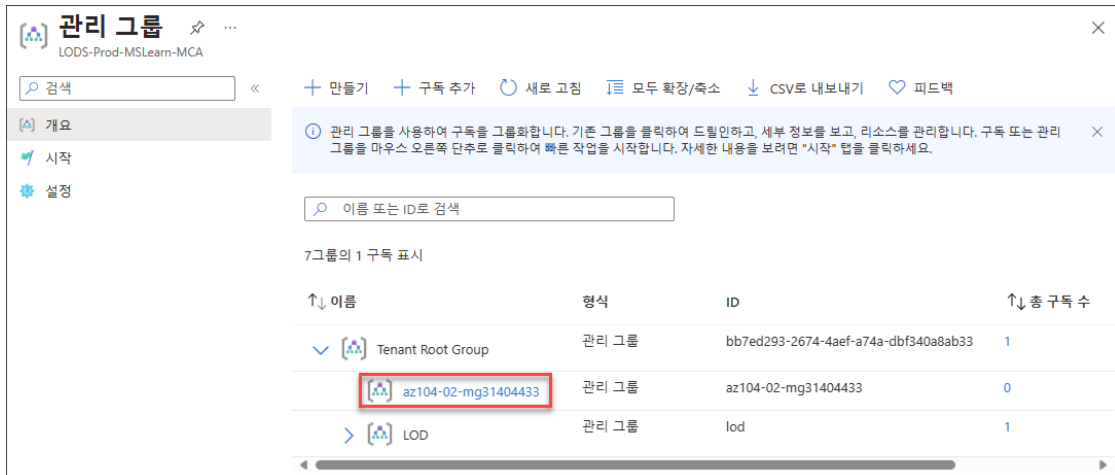 관리 그룹
...
LODS-Prod-MSLearn-MCA
검색
개요
시작
설정
만들기 구독 추가 새로 고침 모두 확장/축소 CSV로 내보내기 피드백
관리 그룹을 사용하여 구독을 그룹화합니다. 기존 그룹을 클릭하여 드릴인하고, 세부 정보를 보고, 리소스를 관리합니다. 구독 또는 관리
그룹을 마우스 오른쪽 단추로 클릭하여 빠른 작업을 시작합니다. 자세한 내용을 보려면 "시작" 탭을 클릭하세요.
이름 또는 ID로 검색
7그룹의 1 구독 표시
이름 형식 ID 총 구독 수
Tenant Root Group 관리 그룹 bb7ed293-2674-4aef-a74a-dbf340a8ab33 1
az104-02-mg31404433 관리 그룹 az104-02-mg31404433 0
LOD 관리 그룹 lod 1